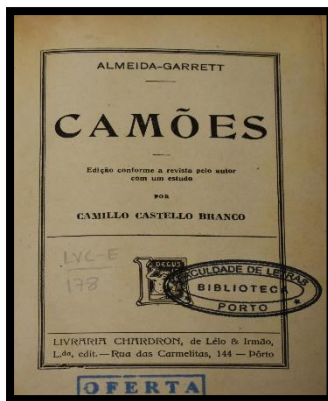 ALMEIDA-GARRETT
CAMÕES
Edição conforme a revista pelo autor
com um estudo
POR
CAMILLO CASTELLO BRANCO
LVC-E
178
DECUS
FACULDADE DE LETRAS
BIBLIOTECA
PORTO
LIVRARIA CHARDRON, de Lélo & Irmão,
L.da, edit. — Rua das Carmelitas, 144 — Pôrto
OFERTA